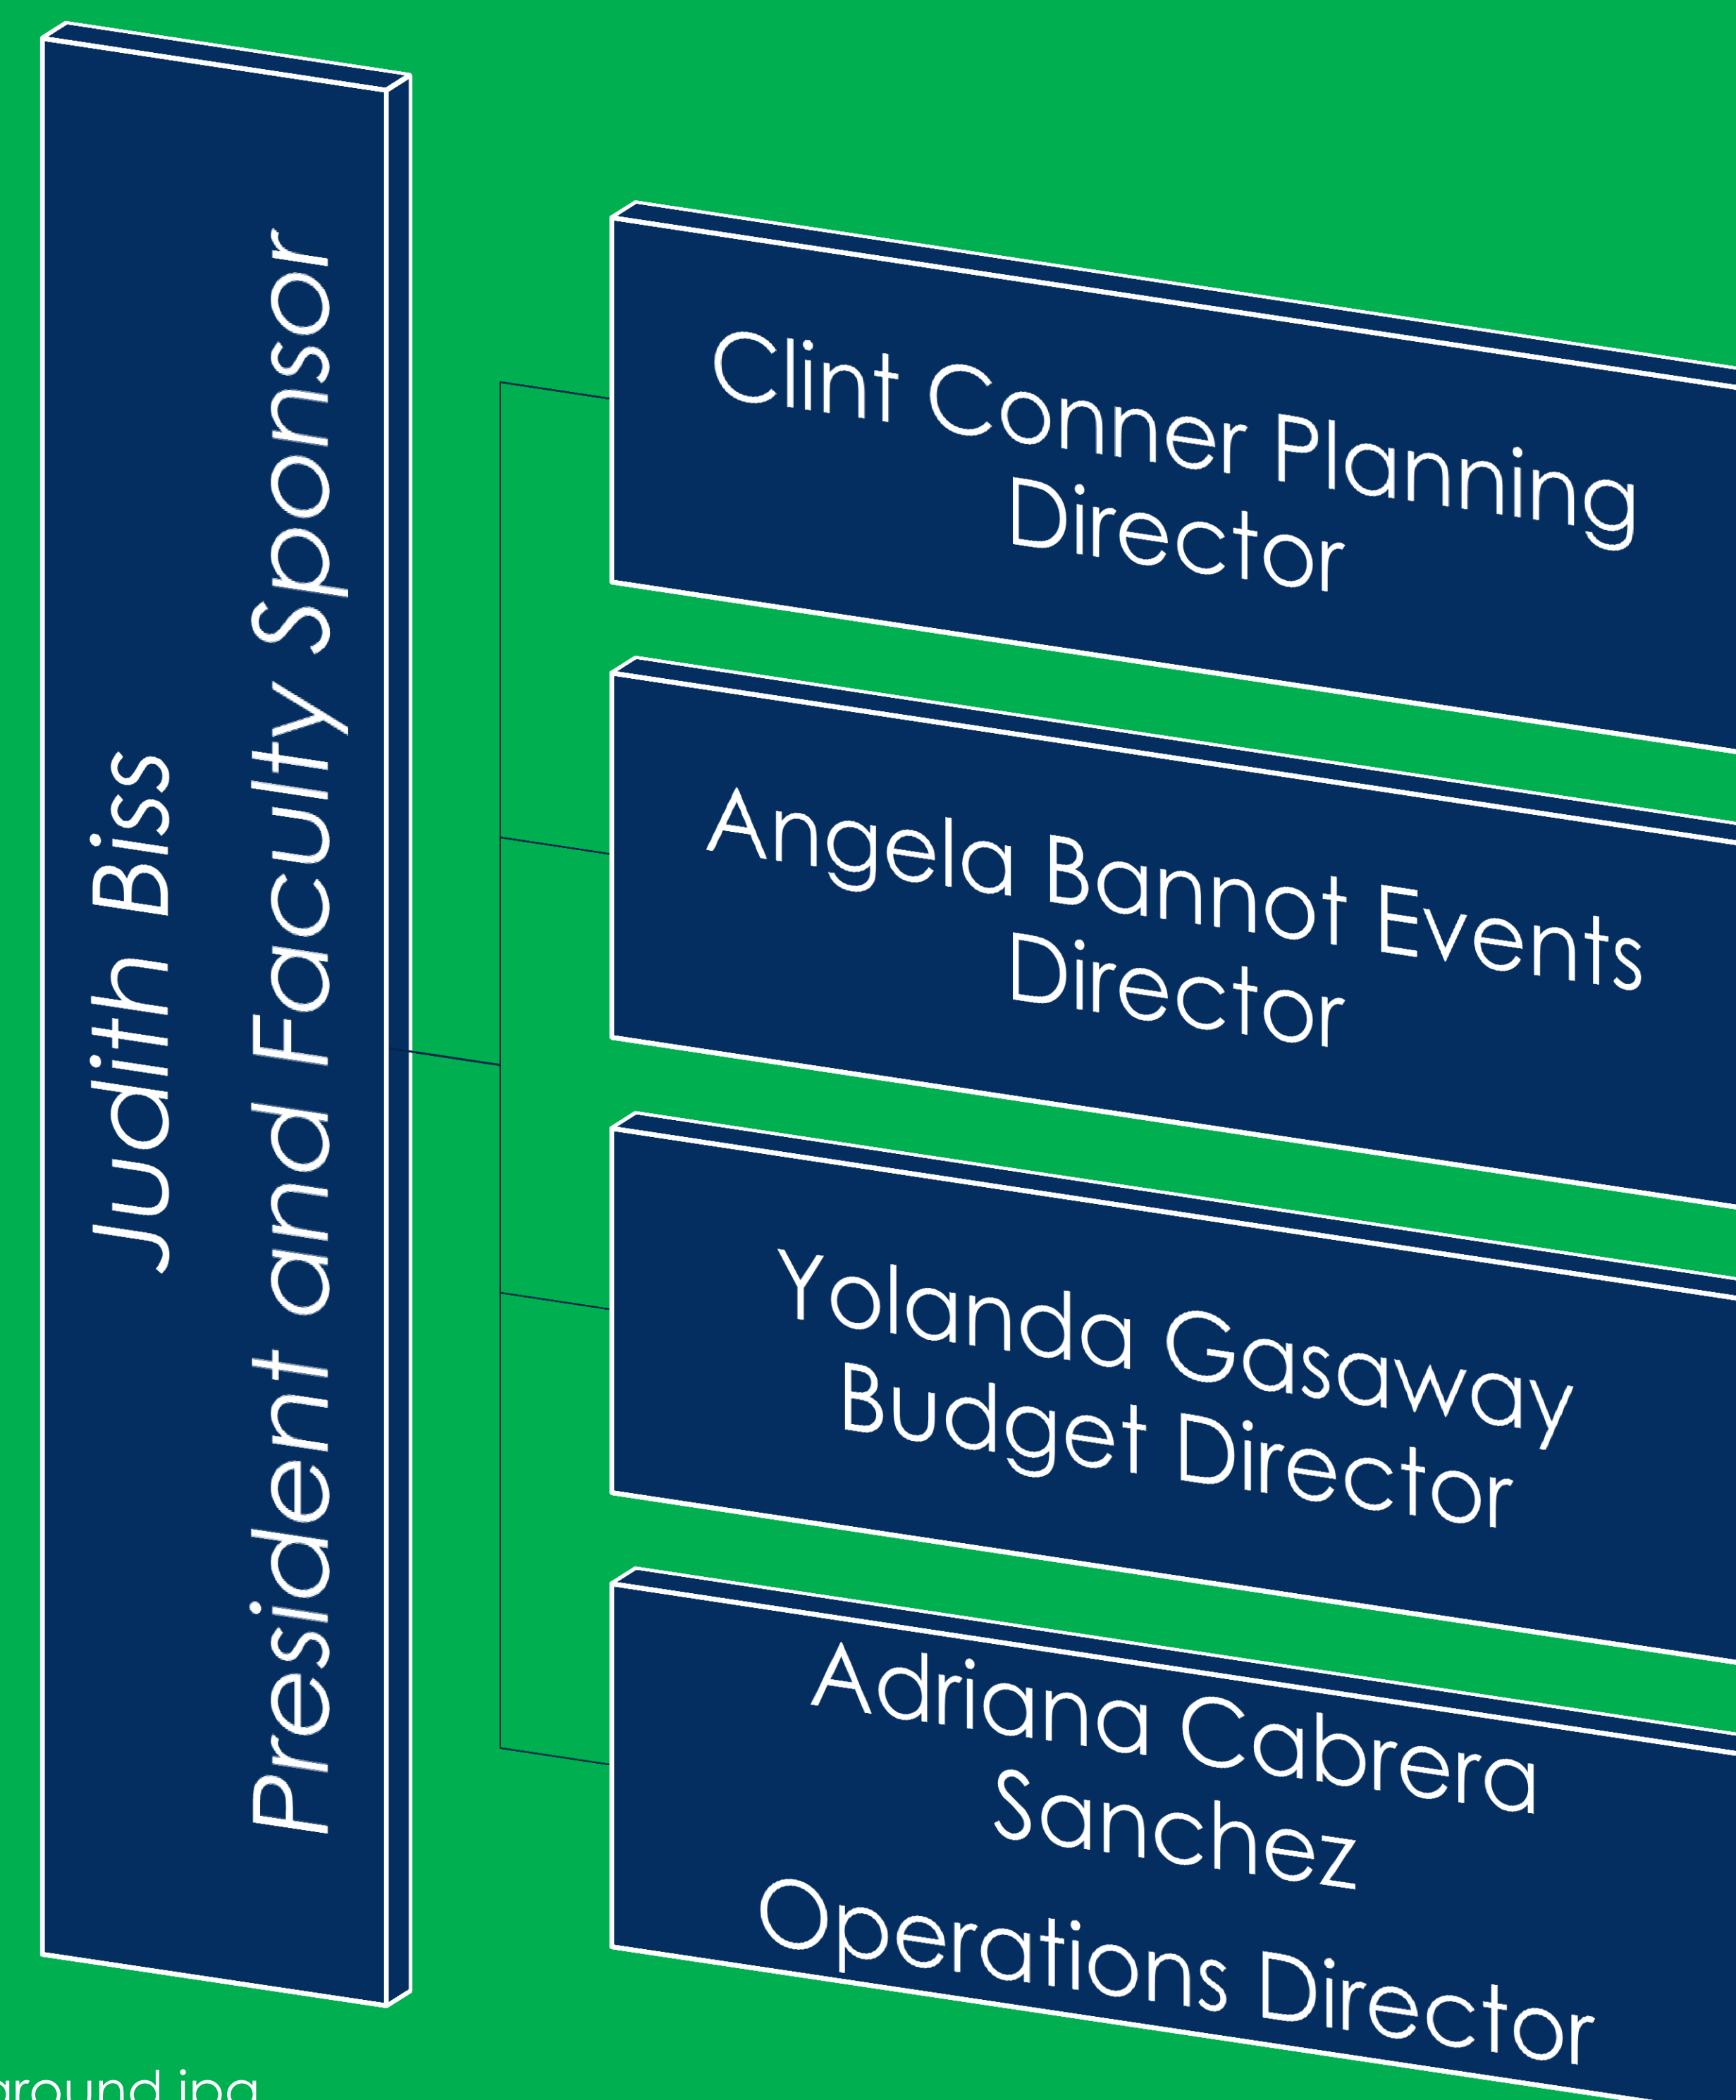 Judith Biss
President and Faculty Sponsor
Clint Conner Planning
Director
Angela Bannot Events
Director
Yolanda Gasaway
Budget Director
Adriana Cabrera
Sanchez
Operations Director